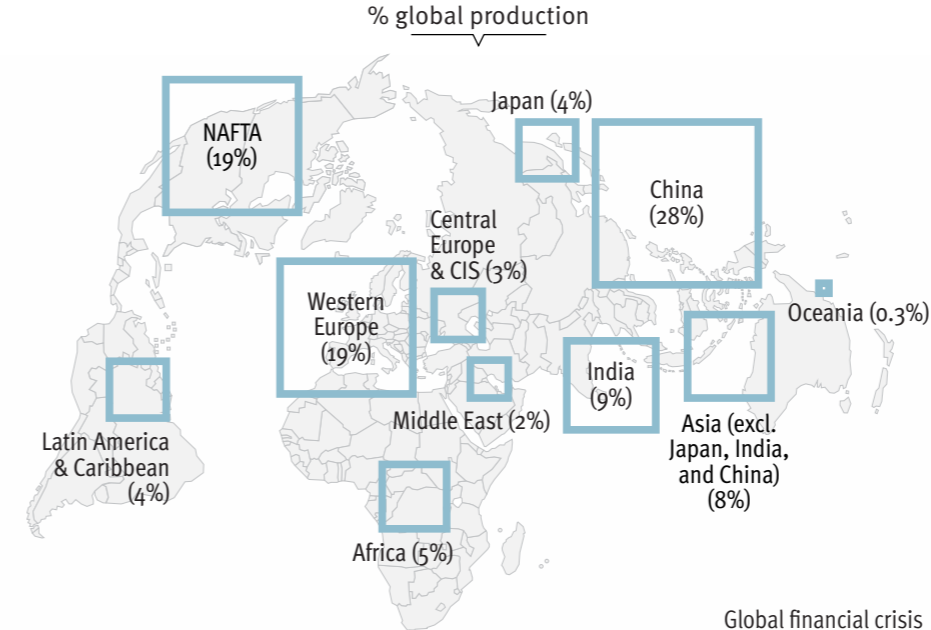 % global production
Japan (4%)
NAFTA
(19%)
China
(28%)
Central
Europe
& CIS (3%)
Western
Europe
(19%)
Oceania (0.3%)
India
(9%)
Middle East (2%)
Asia (excl.
Japan, India,
and China)
(8%)
Latin America
& Caribbean
(4%)
Africa (5%)
Global financial crisis